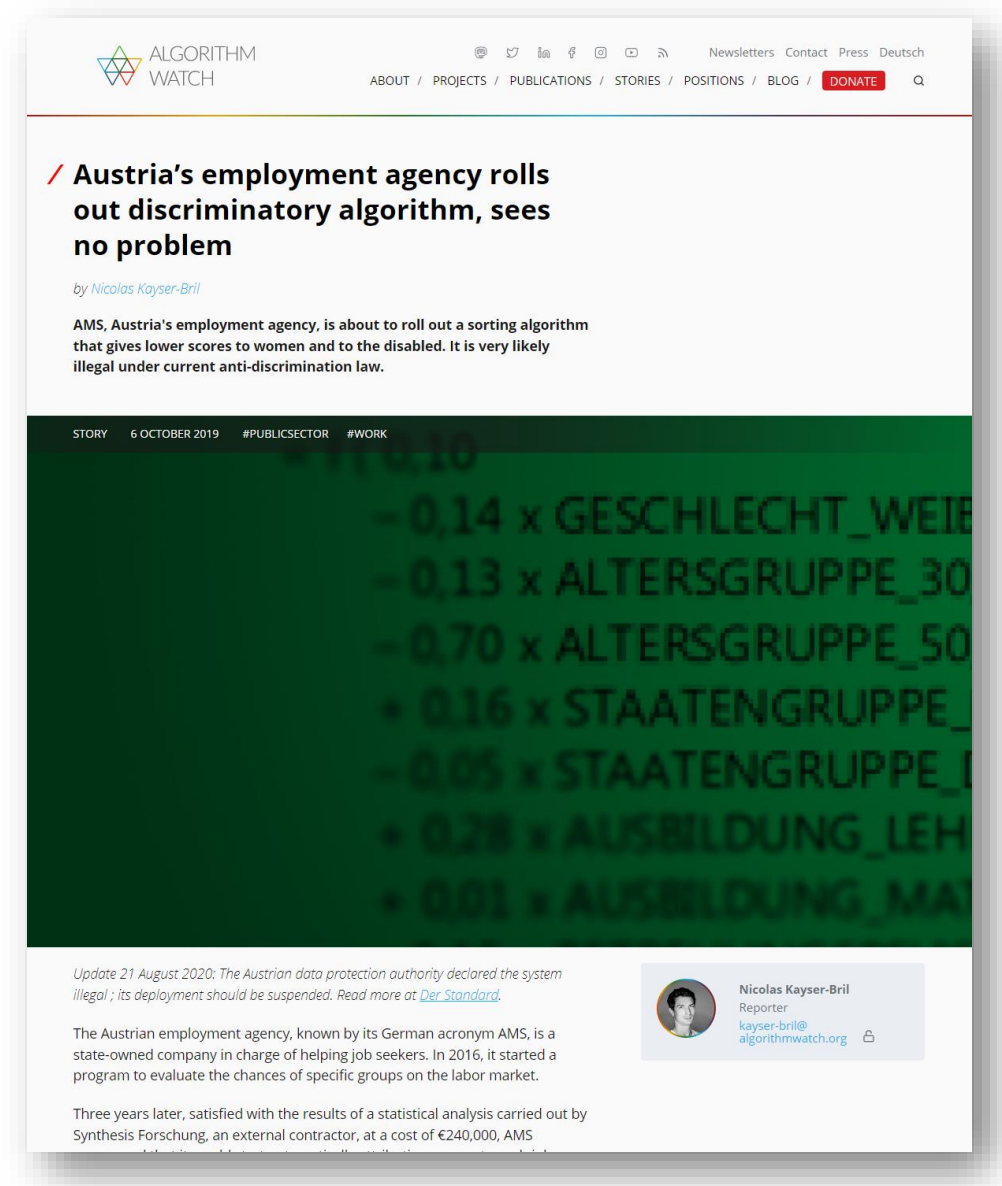 ALGORITHM
WATCH
Newsletters Contact Press Deutsch
ABOUT / PROJECTS / PUBLICATIONS / STORIES / POSITIONS / BLOG / DONATE
/ Austria’s employment agency rolls
out discriminatory algorithm, sees
no problem
by Nicolas Kayser-Bril
AMS, Austria's employment agency, is about to roll out a sorting algorithm
that gives lower scores to women and to the disabled. It is very likely
illegal under current anti-discrimination law.
STORY 6 OCTOBER 2019 #PUBLICSECTOR #WORK
= f ( 0,10
- 0,14 x GESCHLECHT_WEIB
- 0,13 x ALTERSGRUPPE_30
- 0,70 x ALTERSGRUPPE_50
+ 0,16 x STAATENGRUPPE_
- 0,05 x STAATENGRUPPE_D
+ 0,28 x AUSBILDUNG_LEH
+ 0,01 x AUSBILDUNG_MAT
Update 21 August 2020: The Austrian data protection authority declared the system
illegal ; its deployment should be suspended. Read more at Der Standard.
The Austrian employment agency, known by its German acronym AMS, is a
state-owned company in charge of helping job seekers. In 2016, it started a
program to evaluate the chances of specific groups on the labor market.
Three years later, satisfied with the results of a statistical analysis carried out by
Synthesis Forschung, an external contractor, at a cost of €240,000, AMS
Nicolas Kayser-Bril
Reporter
kayser-bril@
algorithmwatch.org